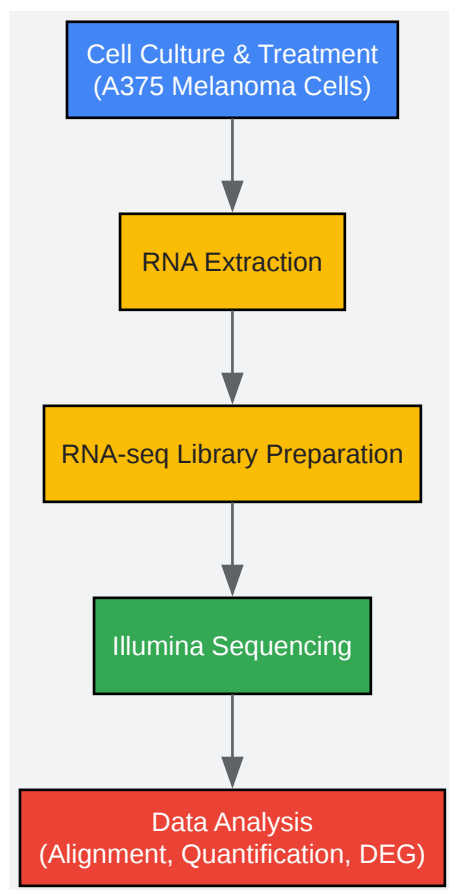 Cell Culture & Treatment
(A375 Melanoma Cells)
RNA Extraction
RNA-seq Library Preparation
Illumina Sequencing
Data Analysis
(Alignment, Quantification, DEG)